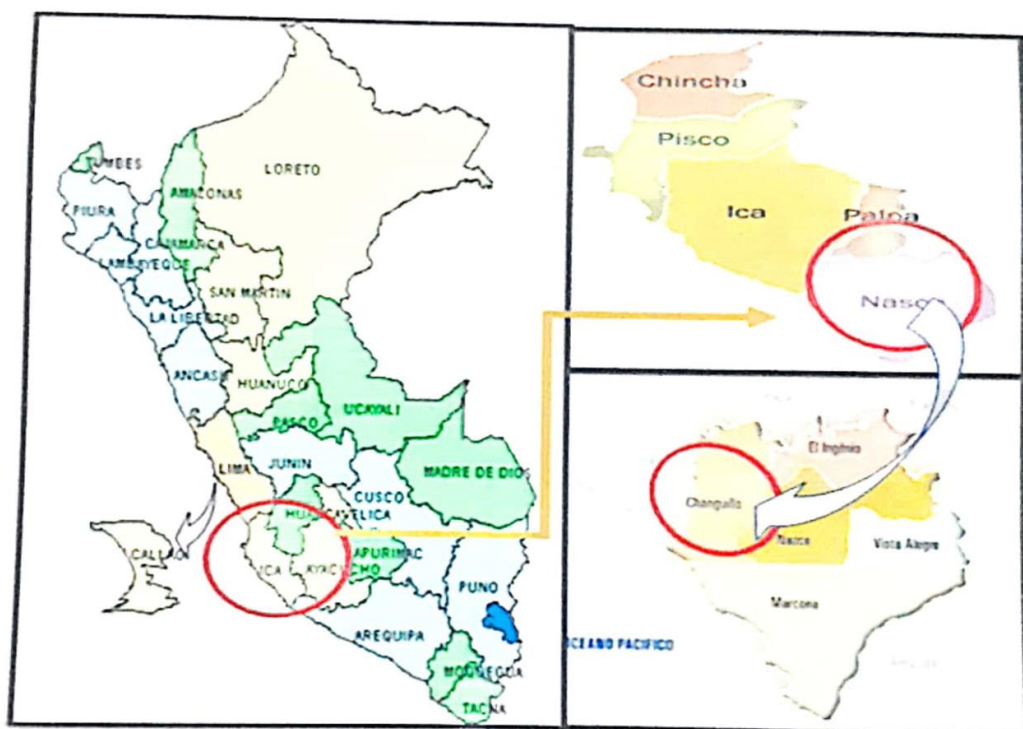 LORETO
TUMBES
AMAZONAS
PIURA
CAJAMARCA
LAMBAYEQUE
SAN MARTIN
LA LIBERTAD
ANCASH
HUANUCO
UCAYALI
PASCO
LIMA
JUNIN
MADRE DE DIOS
CUSCO
HUANCAVELICA
CALLAO
APURIMAC
ICA
AYACUCHO
PUNO
AREQUIPA
MOQUEGUA
TACNA
Chincha
Pisco
Ica
Palpa
Nasca
El Ingenio
Changuillo
Nazca
Vista Alegre
Marcona
OCEANO PACIFICO